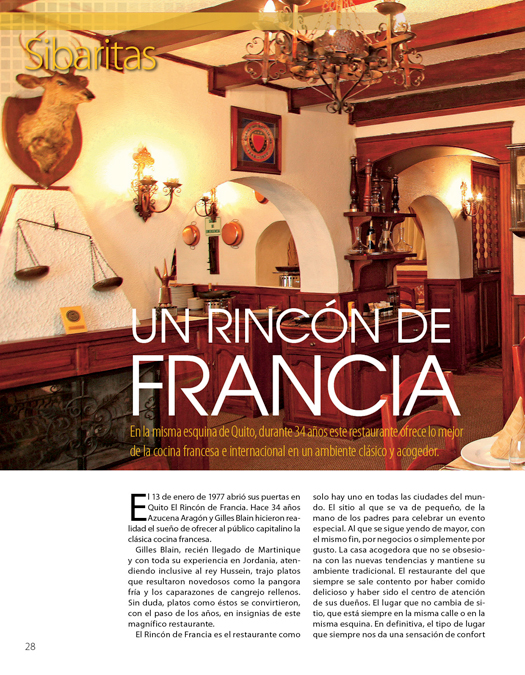 Sibaritas
UN RINCÓN DE
FRANCIA
En la misma esquina de Quito, durante 34 años este restaurante ofrece lo mejor
de la cocina francesa e internacional en un ambiente clásico y acogedor.
El 13 de enero de 1977 abrió sus puertas en
Quito El Rincón de Francia. Hace 34 años
Azucena Aragón y Gilles Blain hicieron rea-
lidad el sueño de ofrecer al público capitalino la
clásica cocina francesa.
Gilles Blain, recién llegado de Martinique
y con toda su experiencia en Jordania, aten-
diendo inclusive al rey Hussein, trajo platos
que resultaron novedosos como la pangora
fría y los caparazones de cangrejo rellenos.
Sin duda, platos como éstos se convirtieron,
con el paso de los años, en insignias de este
magnífico restaurante.
El Rincón de Francia es el restaurante como
solo hay uno en todas las ciudades del mun-
do. El sitio al que se va de pequeño, de la
mano de los padres para celebrar un evento
especial. Al que se sigue yendo de mayor, con
el mismo fin, por negocios o simplemente por
gusto. La casa acogedora que no se obsesio-
na con las nuevas tendencias y mantiene su
ambiente tradicional. El restaurante del que
siempre se sale contento por haber comido
delicioso y haber sido el centro de atención
de sus dueños. El lugar que no cambia de si-
tio, que está siempre en la misma calle o en la
misma esquina. En definitiva, el tipo de lugar
que siempre nos da una sensación de confort
28